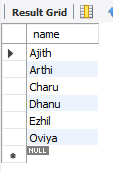 Result Grid
name
Ajith
Arthi
Charu
Dhanu
Ezhil
Oviya
NULL